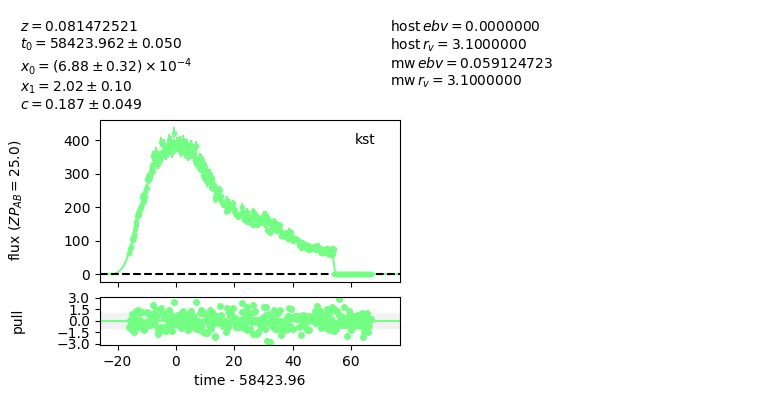 z = 0.081472521
t₀ = 58423.962 ± 0.050
x₀ = (6.88 ± 0.32) × 10⁻⁴
x₁ = 2.02 ± 0.10
c = 0.187 ± 0.049
host ebv = 0.0000000
host r_v = 3.1000000
mw ebv = 0.059124723
mw r_v = 3.1000000
kst
flux (ZP_AB = 25.0)
400
300
200
100
0
pull
3.0
1.5
0.0
−1.5
−3.0
−20 0 20 40 60
time - 58423.96